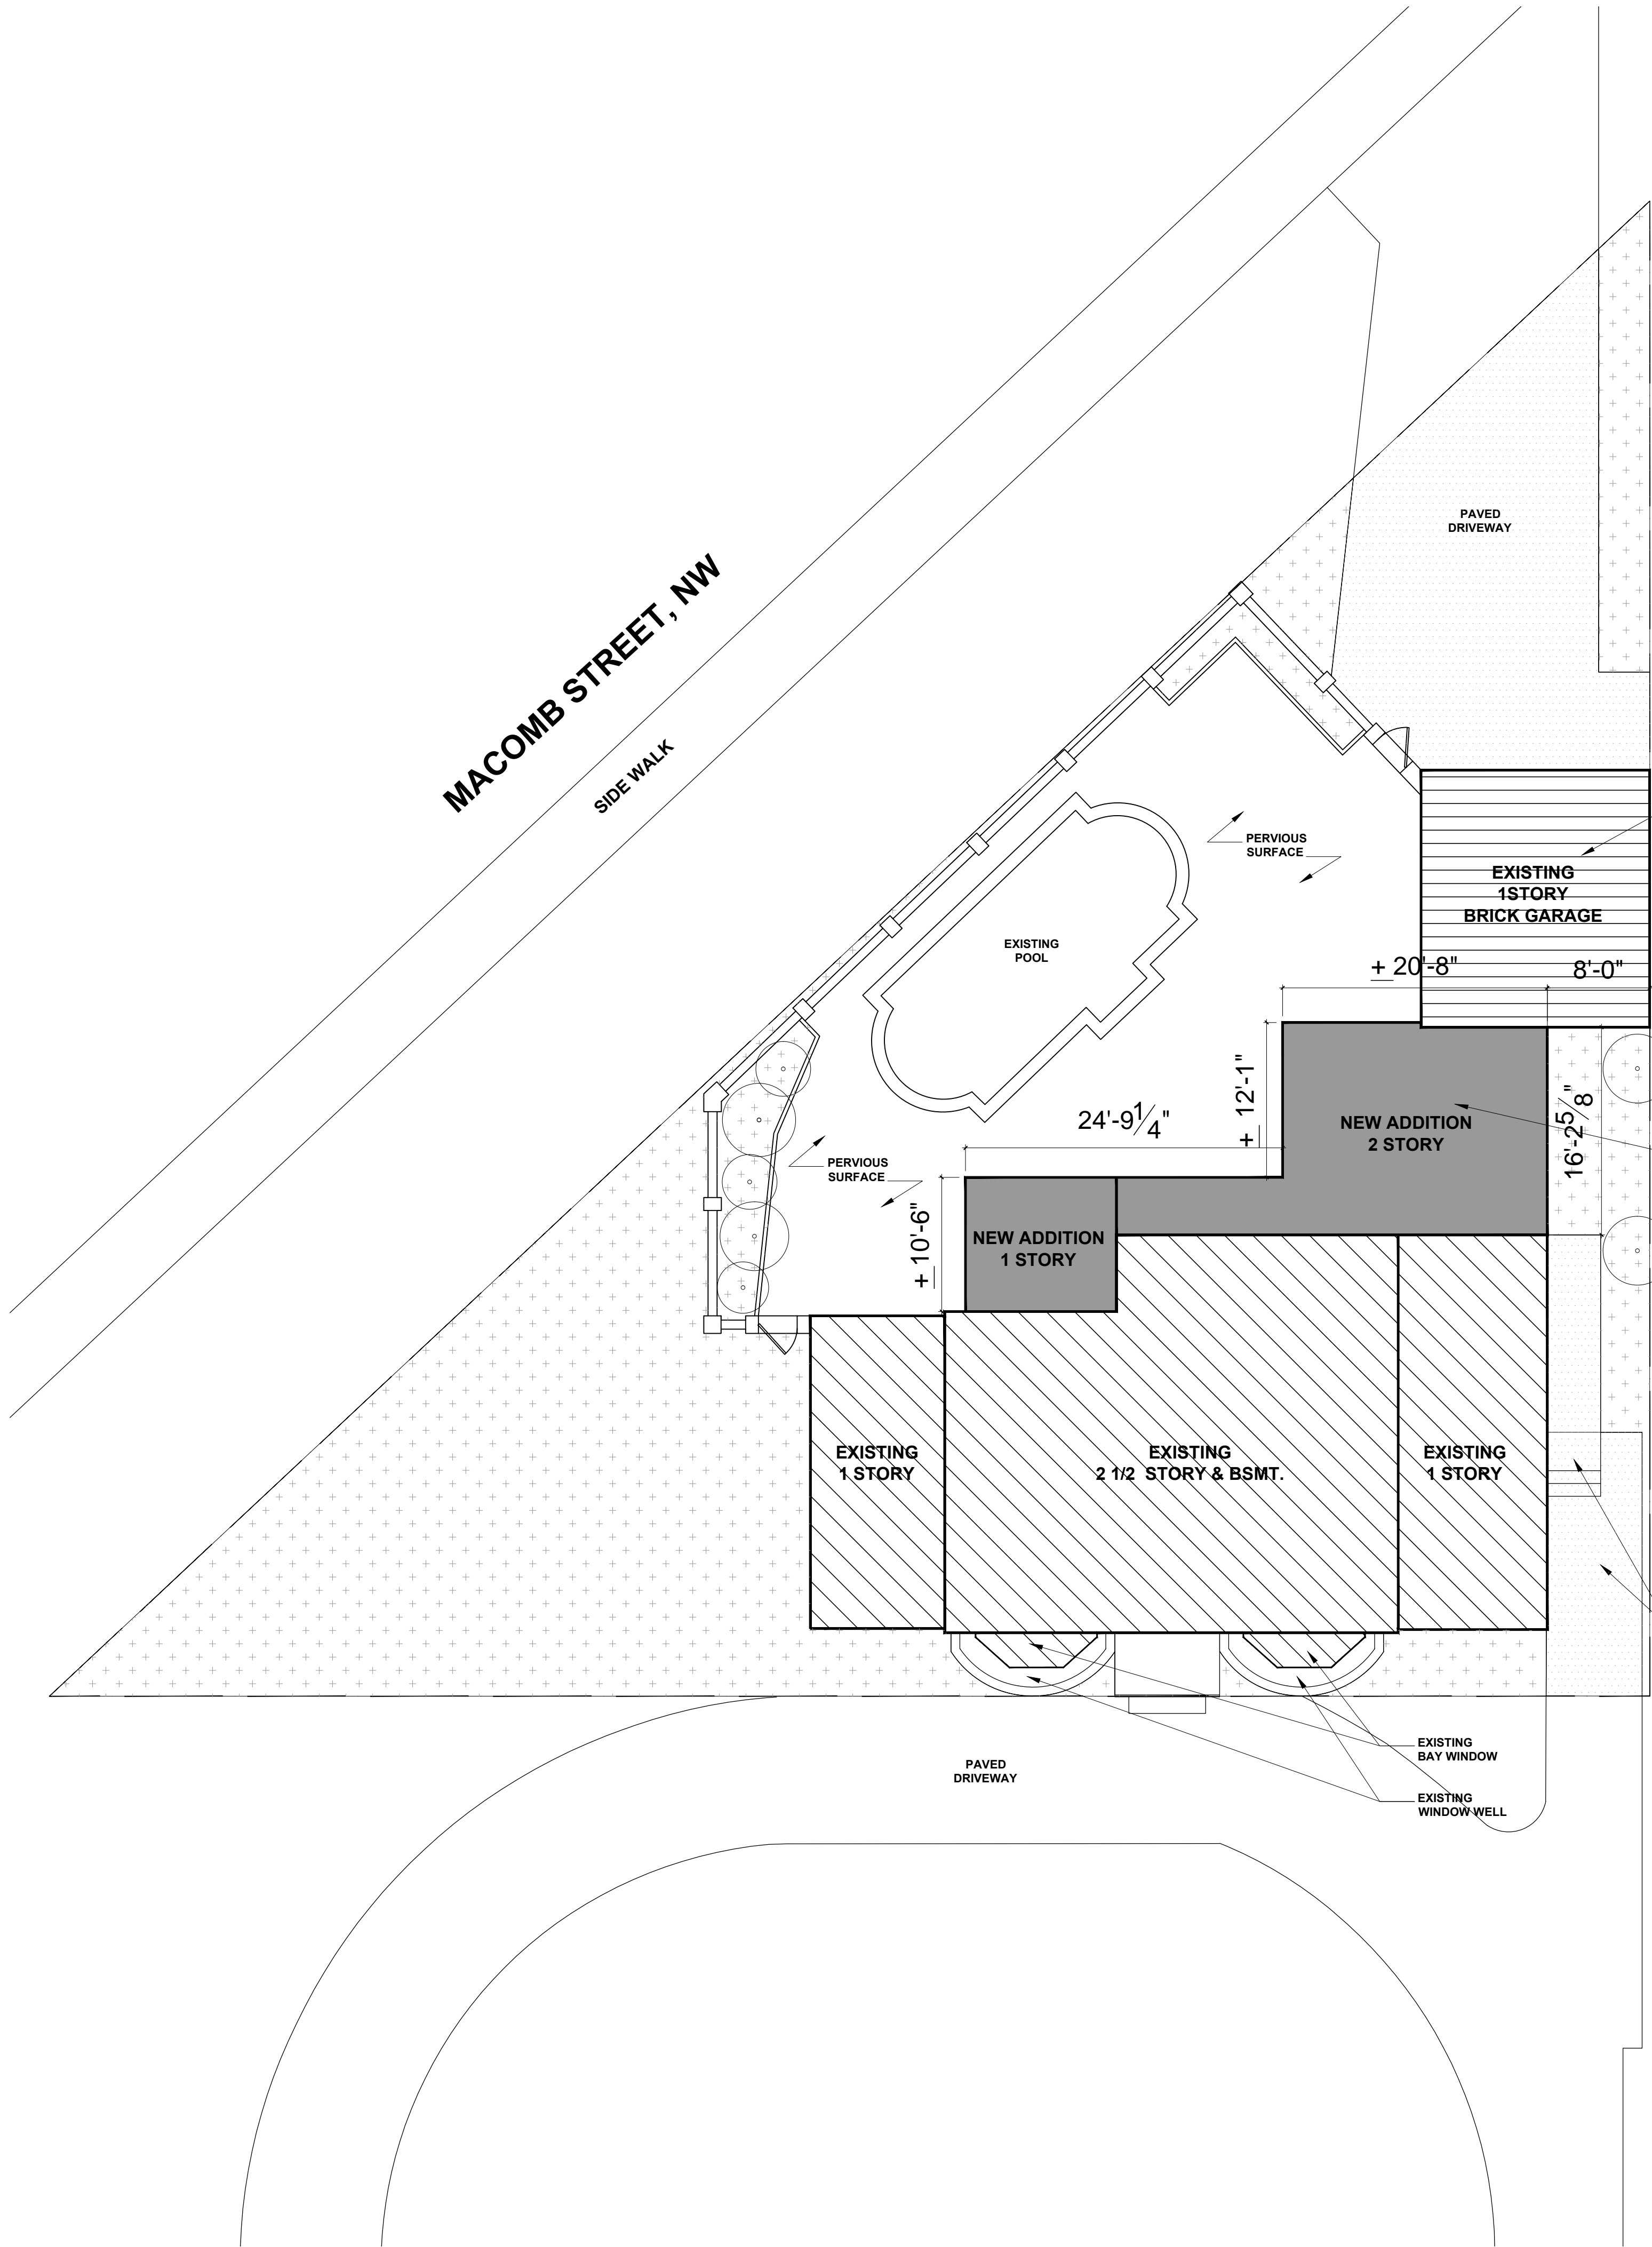 MACOMB STREET, NW
SIDE WALK
PAVED
DRIVEWAY
PERVIOUS
SURFACE
EXISTING
1STORY
BRICK GARAGE
EXISTING
POOL
+ 20'-8"
8'-0"
+ 12'-1"
24'-9 1/4"
NEW ADDITION
2 STORY
16'-2 5/8"
PERVIOUS
SURFACE
+ 10'-6"
NEW ADDITION
1 STORY
EXISTING
1 STORY
EXISTING
2 1/2 STORY & BSMT.
EXISTING
1 STORY
EXISTING
BAY WINDOW
PAVED
DRIVEWAY
EXISTING
WINDOW WELL